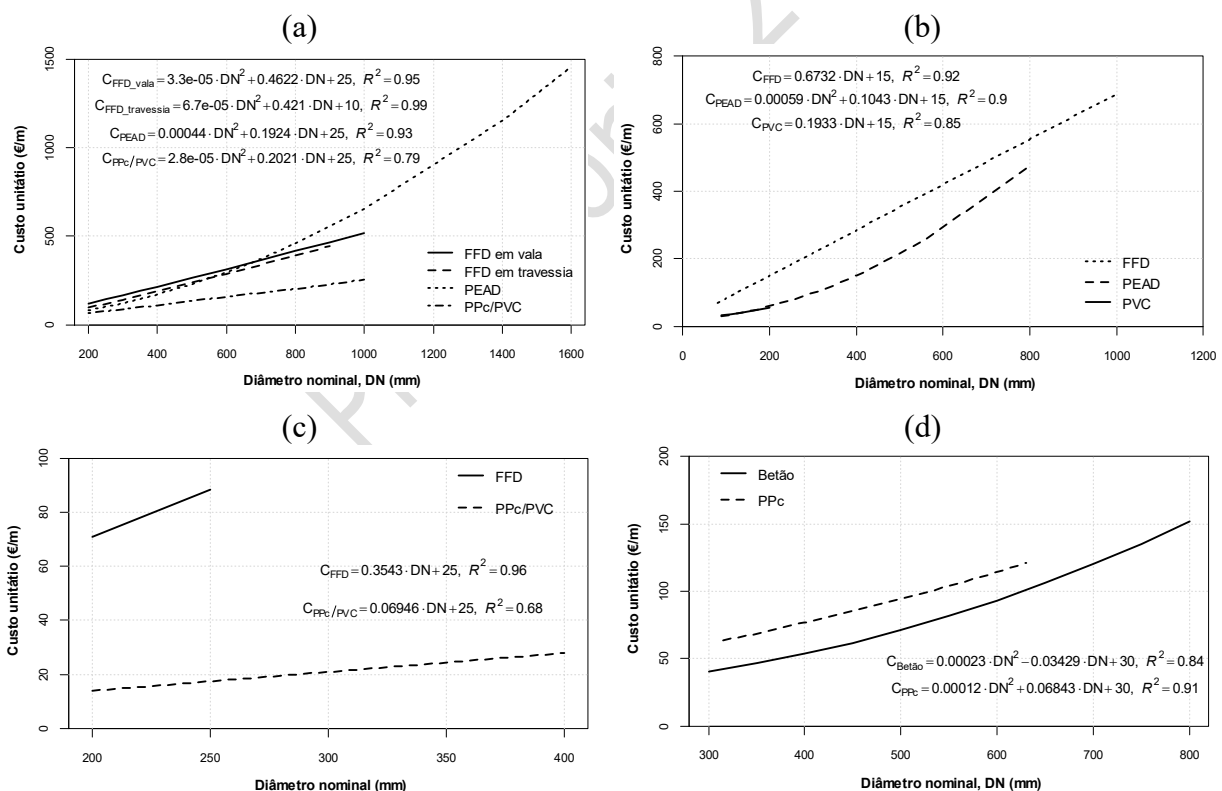 (a)
(b)
1500
1000
500
0
Custo unitátio (€/m)
C_FFD_vala = 3.3e-05 · DN² + 0.4622 · DN + 25, R² = 0.95
C_FFD_travessia = 6.7e-05 · DN² + 0.421 · DN + 10, R² = 0.99
C_PEAD = 0.00044 · DN² + 0.1924 · DN + 25, R² = 0.93
C_PPc/PVC = 2.8e-05 · DN² + 0.2021 · DN + 25, R² = 0.79
FFD em vala
FFD em travessia
PEAD
PPc/PVC
200 400 600 800 1000 1200 1400 1600
Diâmetro nominal, DN (mm)
800
600
400
200
0
Custo unitátio (€/m)
C_FFD = 0.6732 · DN + 15, R² = 0.92
C_PEAD = 0.00059 · DN² + 0.1043 · DN + 15, R² = 0.9
C_PVC = 0.1933 · DN + 15, R² = 0.85
FFD
PEAD
PVC
0 200 400 600 800 1000 1200
Diâmetro nominal, DN (mm)
(c)
(d)
100
80
60
40
20
0
Custo unitátio (€/m)
FFD
PPc/PVC
C_FFD = 0.3543 · DN + 25, R² = 0.96
C_PPc/PVC = 0.06946 · DN + 25, R² = 0.68
200 250 300 350 400
Diâmetro nominal (mm)
200
150
100
50
0
Custo unitátio (€/m)
Betão
PPc
C_Betão = 0.00023 · DN² − 0.03429 · DN + 30, R² = 0.84
C_PPc = 0.00012 · DN² + 0.06843 · DN + 30, R² = 0.91
300 400 500 600 700 800
Diâmetro nominal, DN (mm)